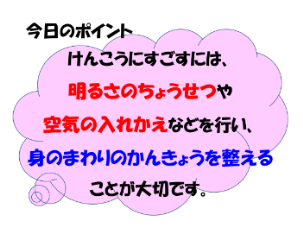 今日のポイント
けんこうにすごすには、
明るさのちょうせつや
空気の入れかえなどを行い、
身のまわりのかんきょうを整える
ことが大切です。